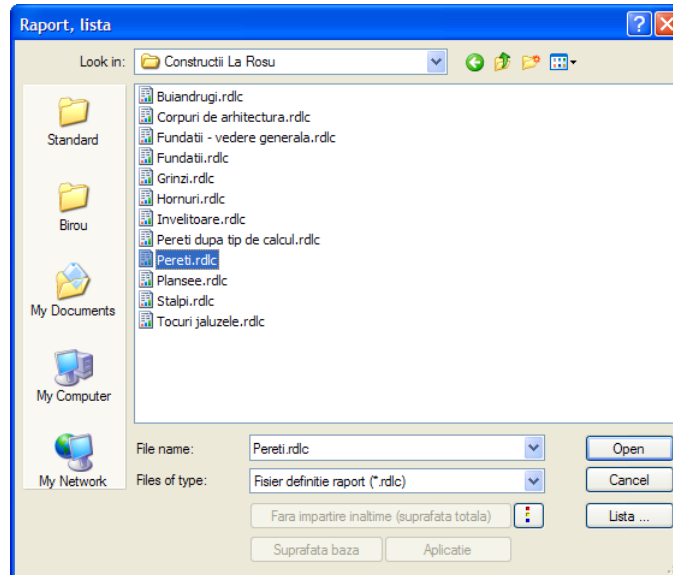 Raport, lista
Look in: Constructii La Rosu
Standard
Birou
My Documents
My Computer
My Network
Buiandrugi.rdlc
Corpuri de arhitectura.rdlc
Fundatii - vedere generala.rdlc
Fundatii.rdlc
Grinzi.rdlc
Hornuri.rdlc
Invelitoare.rdlc
Pereti dupa tip de calcul.rdlc
Pereti.rdlc
Plansee.rdlc
Stalpi.rdlc
Tocuri jaluzele.rdlc
File name: Pereti.rdlc Open
Files of type: Fisier definitie raport (*.rdlc) Cancel
Fara impartire inaltime (suprafata totala) Lista ...
Suprafata baza Aplicatie